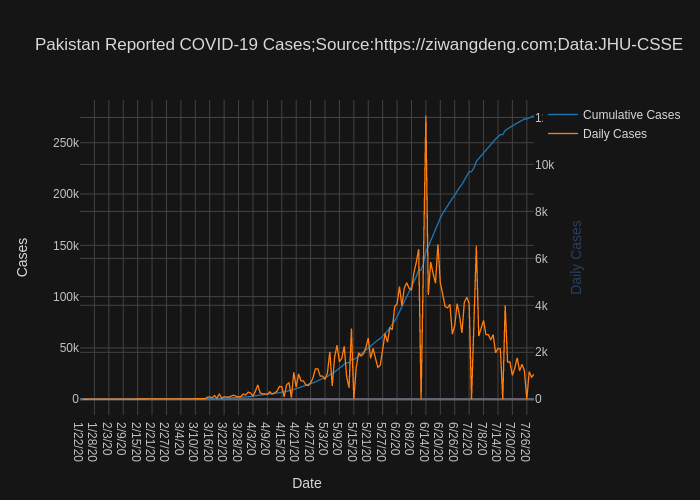 Pakistan Reported COVID-19 Cases;Source:https://ziwangdeng.com;Data:JHU-CSSE
Cumulative Cases
Daily Cases
250k
200k
150k
100k
50k
0
Cases
10k
8k
6k
4k
2k
0
Daily Cases
1/22/20
1/28/20
2/3/20
2/9/20
2/15/20
2/21/20
2/27/20
3/4/20
3/10/20
3/16/20
3/22/20
3/28/20
4/3/20
4/9/20
4/15/20
4/21/20
4/27/20
5/3/20
5/9/20
5/15/20
5/21/20
5/27/20
6/2/20
6/8/20
6/14/20
6/20/20
6/26/20
7/2/20
7/8/20
7/14/20
7/20/20
7/26/20
Date